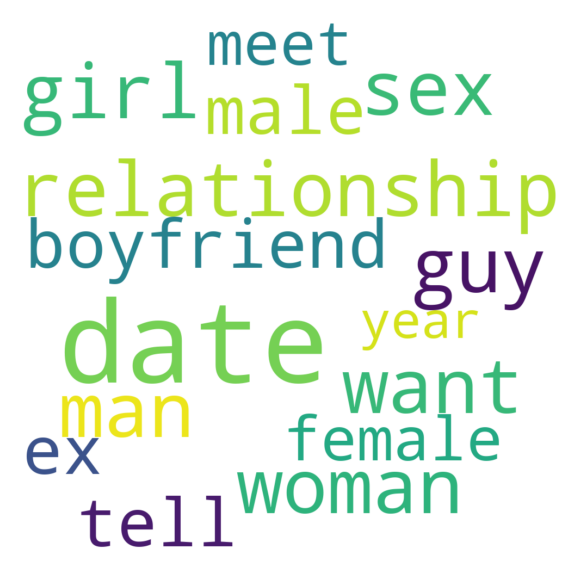 meet
girl male sex
relationship
boyfriend guy
date year
man want
ex female
woman
tell